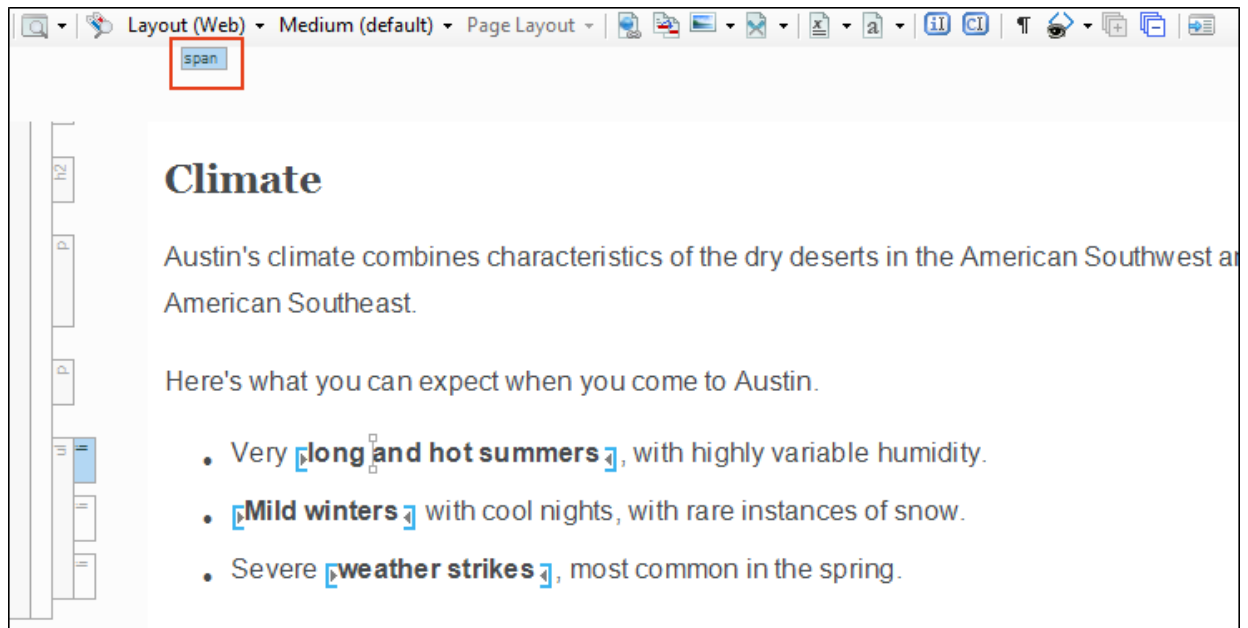 Layout (Web) Medium (default) Page Layout x a iI CI ¶
span
h2
Climate
p
Austin's climate combines characteristics of the dry deserts in the American Southwest a
American Southeast.
p
Here's what you can expect when you come to Austin.
ul
li
• Very long and hot summers, with highly variable humidity.
li
• Mild winters with cool nights, with rare instances of snow.
li
• Severe weather strikes, most common in the spring.